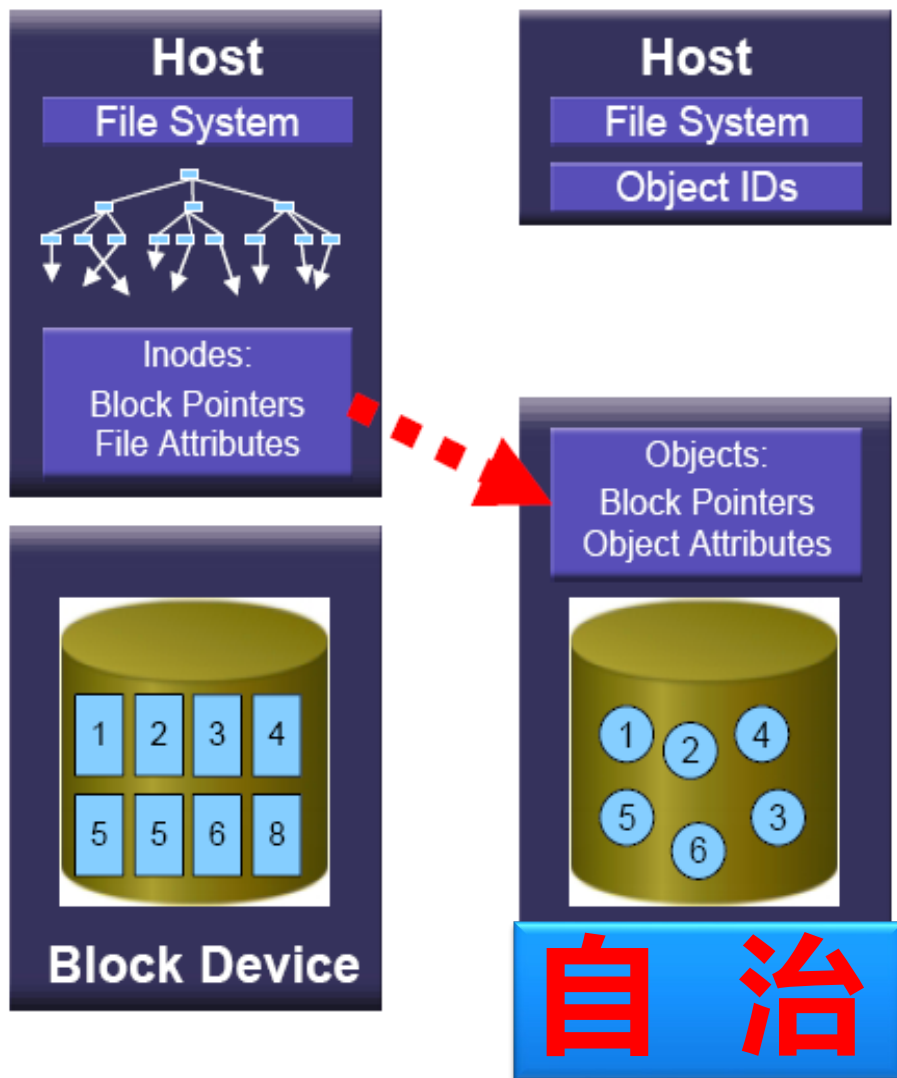 Host
File System
Inodes:
Block Pointers
File Attributes
1 2 3 4
5 5 6 8
Block Device
Host
File System
Object IDs
Objects:
Block Pointers
Object Attributes
1 2 4
5 6 3
自 治